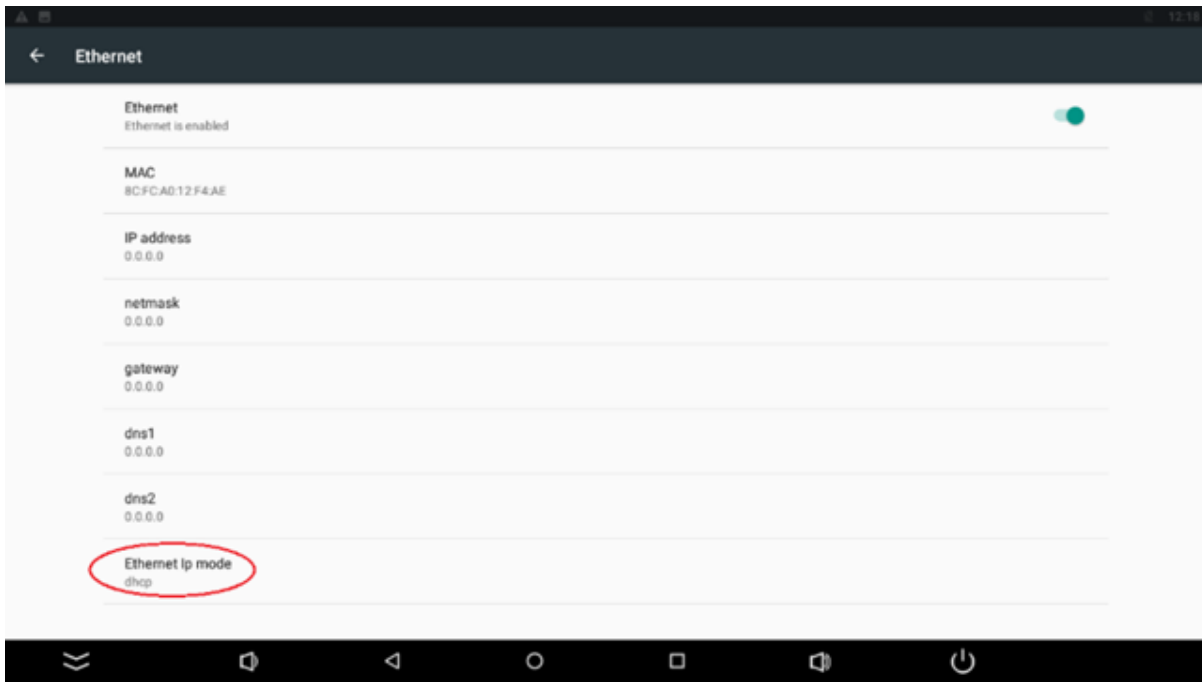 12:18
Ethernet
Ethernet
Ethernet is enabled
MAC
8C:FC:A0:12:F4:AE
IP address
0.0.0.0
netmask
0.0.0.0
gateway
0.0.0.0
dns1
0.0.0.0
dns2
0.0.0.0
Ethernet Ip mode
dhcp